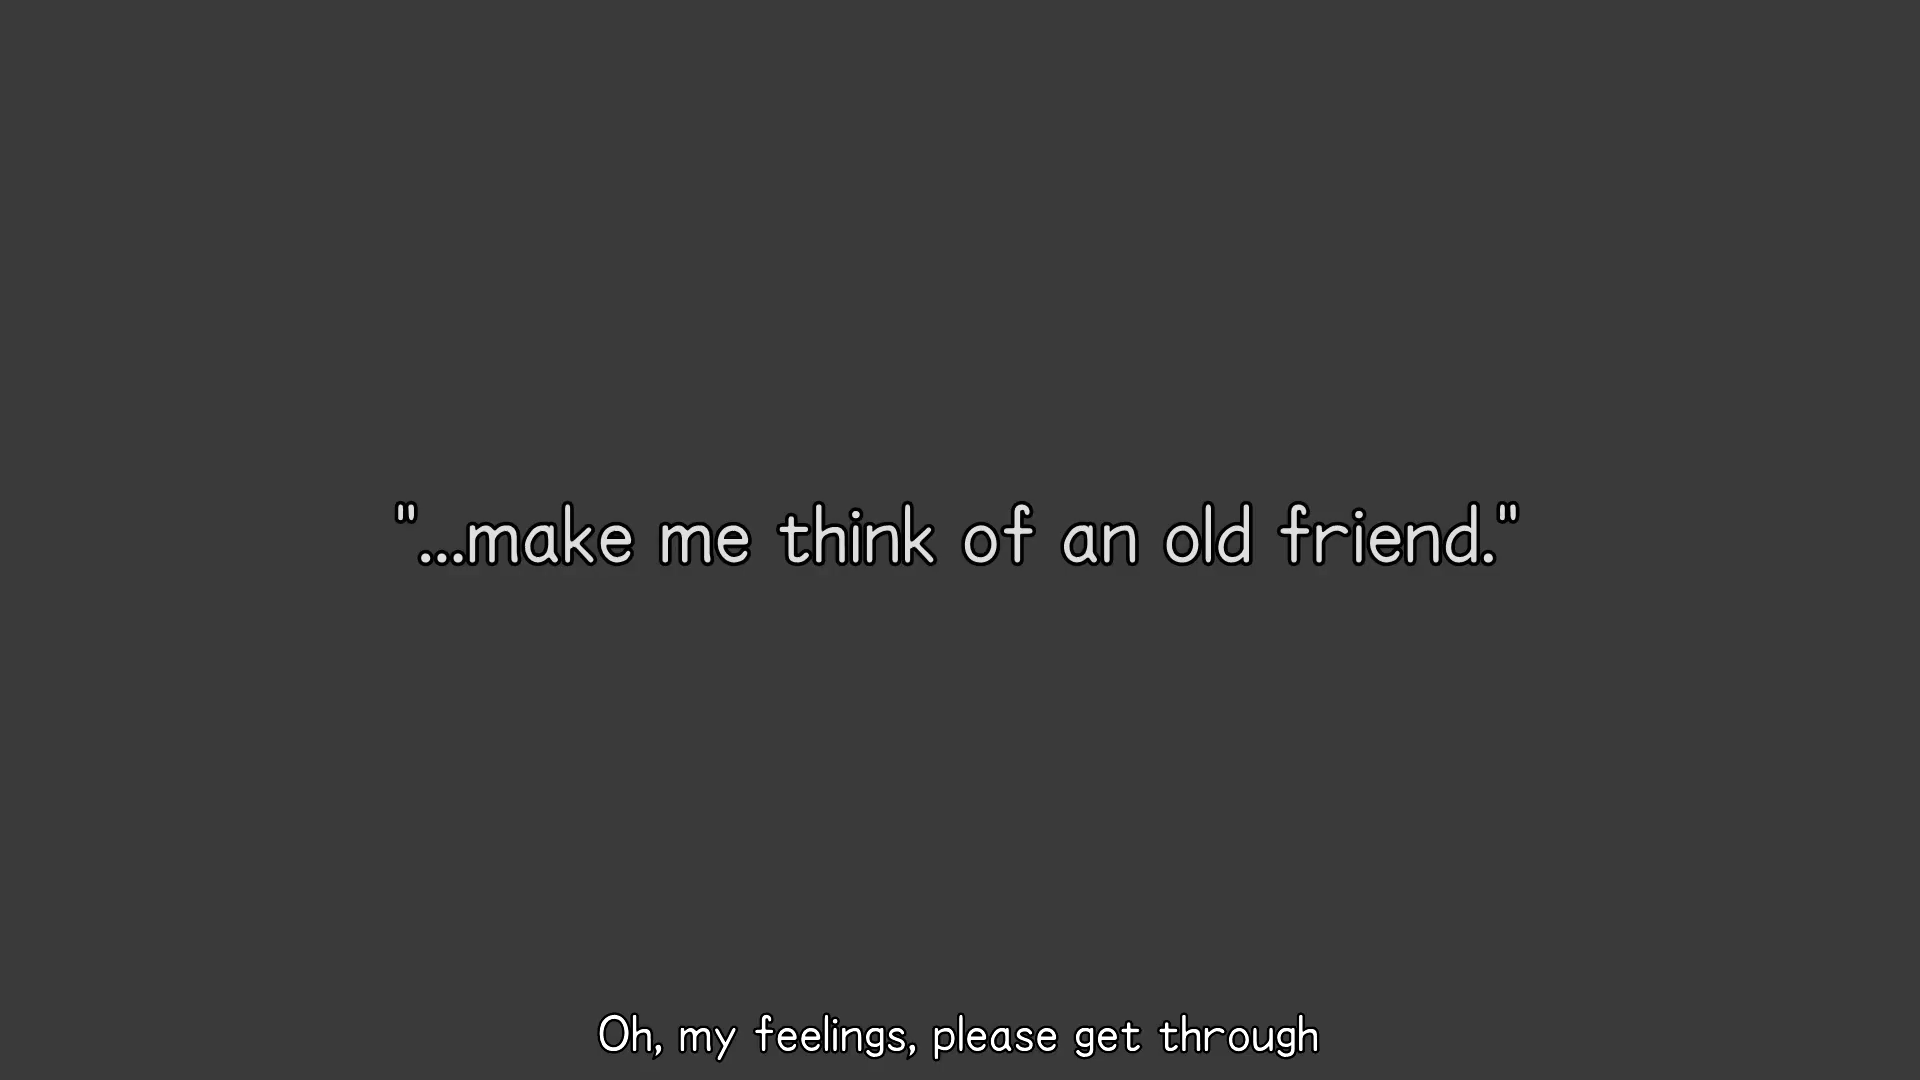 "...make me think of an old friend."
Oh, my feelings, please get through